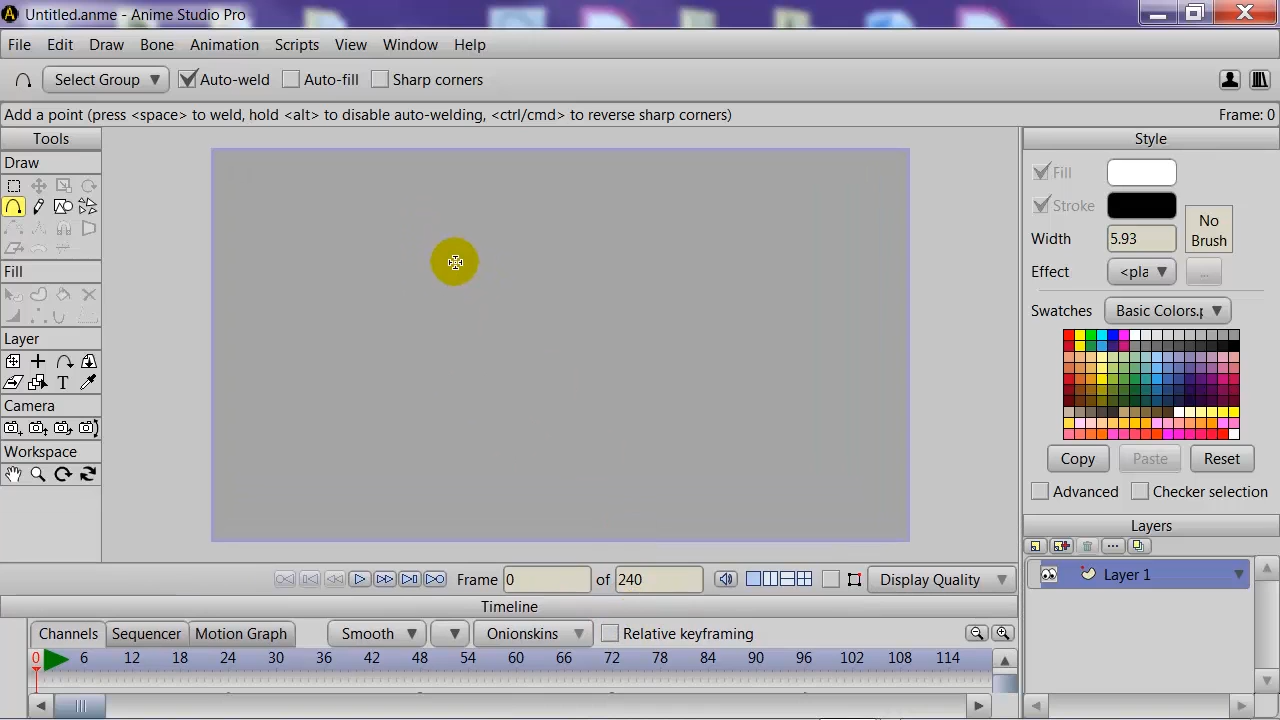 Untitled.anme - Anime Studio Pro
File Edit Draw Bone Animation Scripts View Window Help
Select Group Auto-weld Auto-fill Sharp corners
Add a point (press <space> to weld, hold <alt> to disable auto-welding, <ctrl/cmd> to reverse sharp corners) Frame: 0
Tools
Draw
Fill
Layer
T
Camera
Workspace
Style
Fill
Stroke
Width 5.93 No Brush
Effect <pla ...
Swatches Basic Colors.p
Copy Paste Reset
Advanced Checker selection
Layers
Layer 1
Frame 0 of 240 Display Quality
Timeline
Channels Sequencer Motion Graph Smooth Onionskins Relative keyframing
0 6 12 18 24 30 36 42 48 54 60 66 72 78 84 90 96 102 108 114